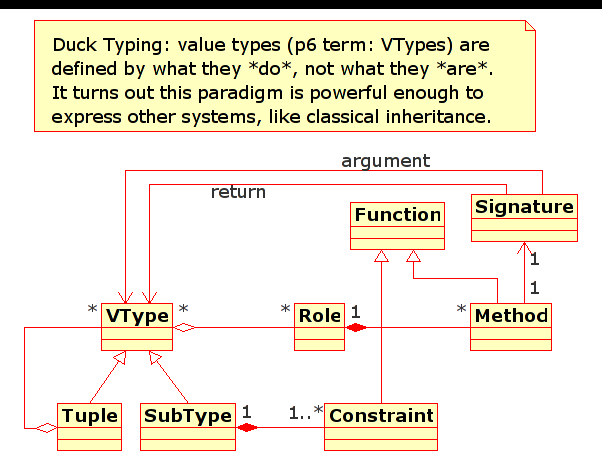 Duck Typing: value types (p6 term: VTypes) are
defined by what they *do*, not what they *are*.
It turns out this paradigm is powerful enough to
express other systems, like classical inheritance.
argument
return
Function
Signature
1
1
* VType *
* Role 1
* Method
Tuple
SubType 1
1..* Constraint